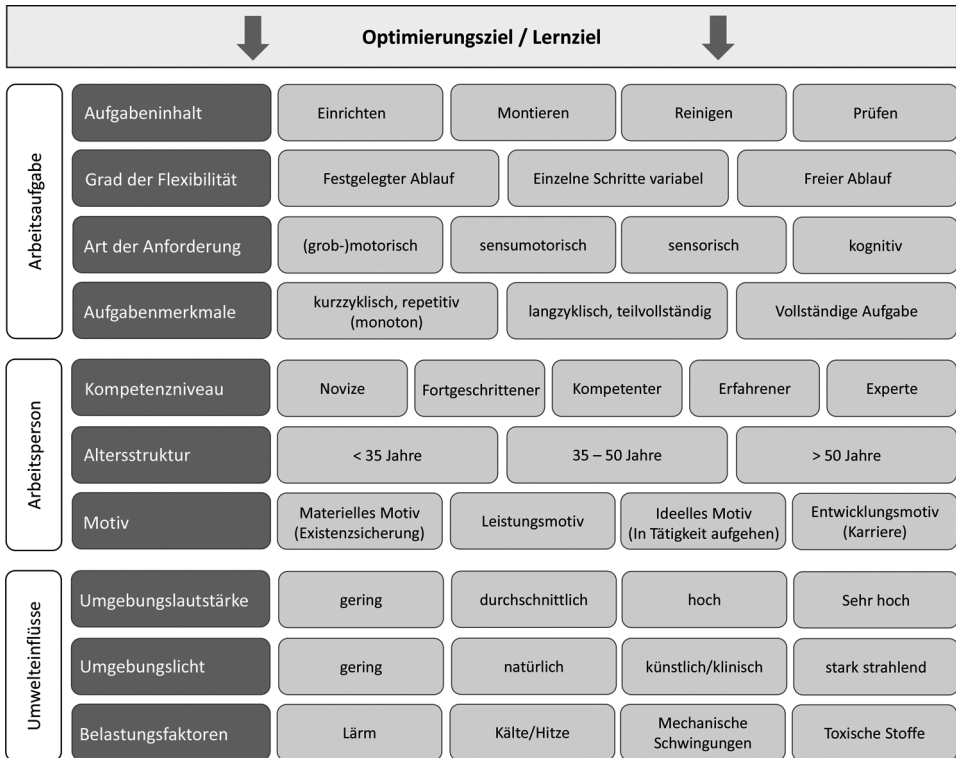 Optimierungsziel / Lernziel
Arbeitsaufgabe
Aufgabeninhalt
Einrichten
Montieren
Reinigen
Prüfen
Grad der Flexibilität
Festgelegter Ablauf
Einzelne Schritte variabel
Freier Ablauf
Art der Anforderung
(grob-)motorisch
sensumotorisch
sensorisch
kognitiv
Aufgabenmerkmale
kurzzyklisch, repetitiv
(monoton)
langzyklisch, teilvollständig
Vollständige Aufgabe
Arbeitsperson
Kompetenzniveau
Novize
Fortgeschrittener
Kompetenter
Erfahrener
Experte
Altersstruktur
< 35 Jahre
35 – 50 Jahre
> 50 Jahre
Motiv
Materielles Motiv
(Existenzsicherung)
Leistungsmotiv
Ideelles Motiv
(In Tätigkeit aufgehen)
Entwicklungsmotiv
(Karriere)
Umwelteinflüsse
Umgebungslautstärke
gering
durchschnittlich
hoch
Sehr hoch
Umgebungslicht
gering
natürlich
künstlich/klinisch
stark strahlend
Belastungsfaktoren
Lärm
Kälte/Hitze
Mechanische
Schwingungen
Toxische Stoffe